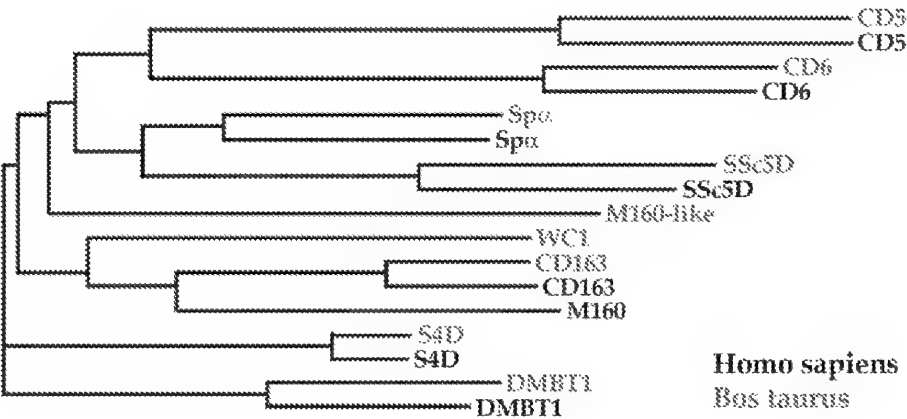 CD5
CD5
CD6
CD6
Spα
Spα
SSc5D
SSc5D
M160-like
WC1
CD163
CD163
M160
S4D
S4D
DMBT1
DMBT1
Homo sapiens
Bos taurus